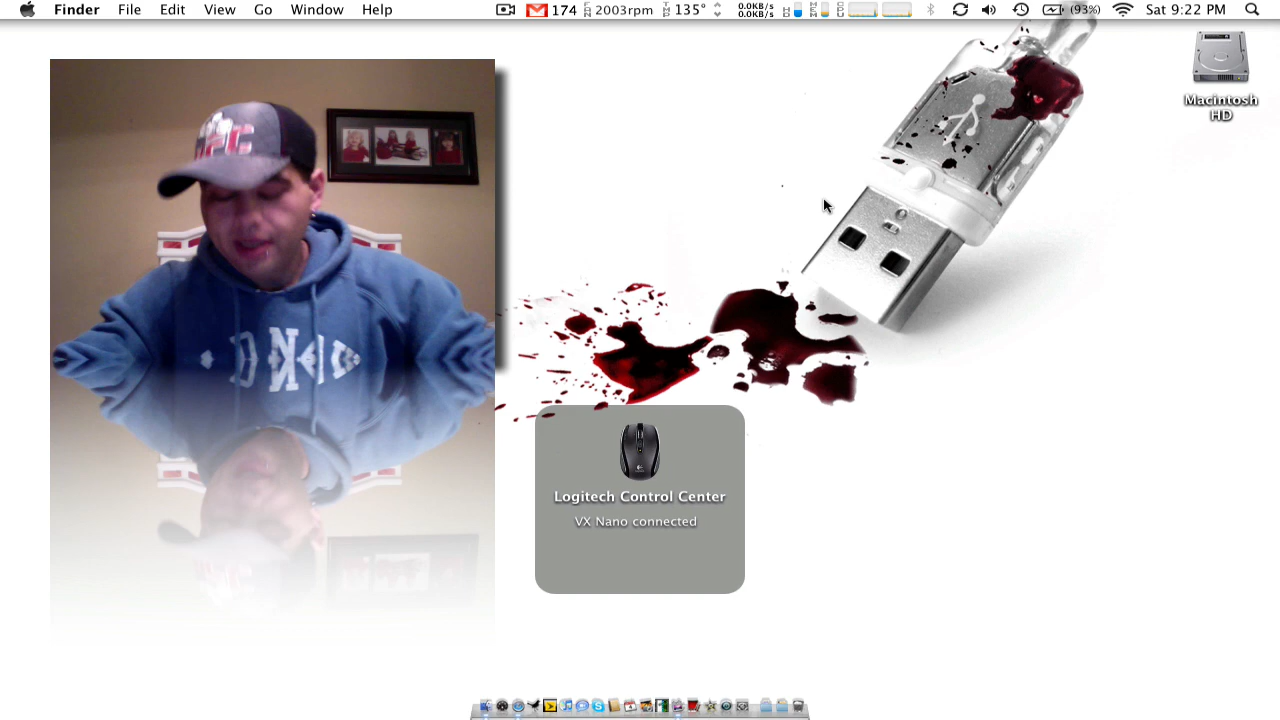 Finder File Edit View Go Window Help 174 2003rpm 135° 0.0KB/s 0.0KB/s (93%) Sat 9:22 PM
Macintosh HD
Logitech Control Center
VX Nano connected